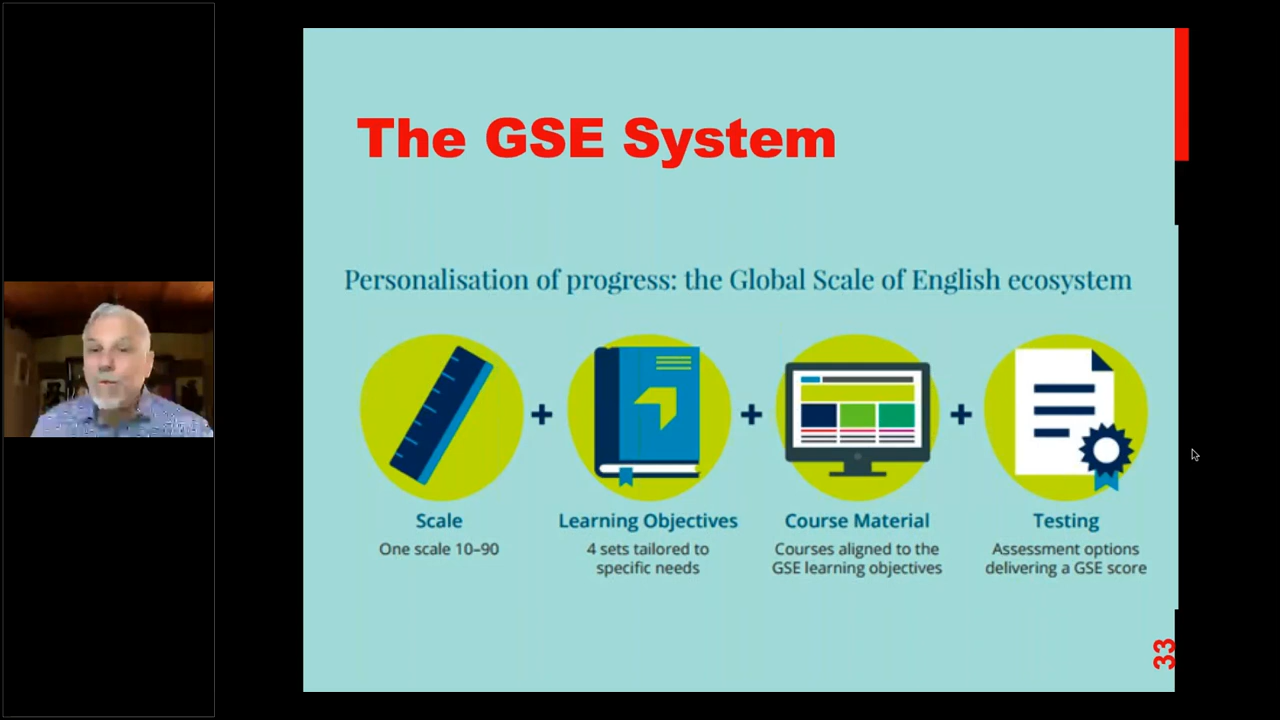 The GSE System
Personalisation of progress: the Global Scale of English ecosystem
Scale
One scale 10–90
Learning Objectives
4 sets tailored to
specific needs
Course Material
Courses aligned to the
GSE learning objectives
Testing
Assessment options
delivering a GSE score
33